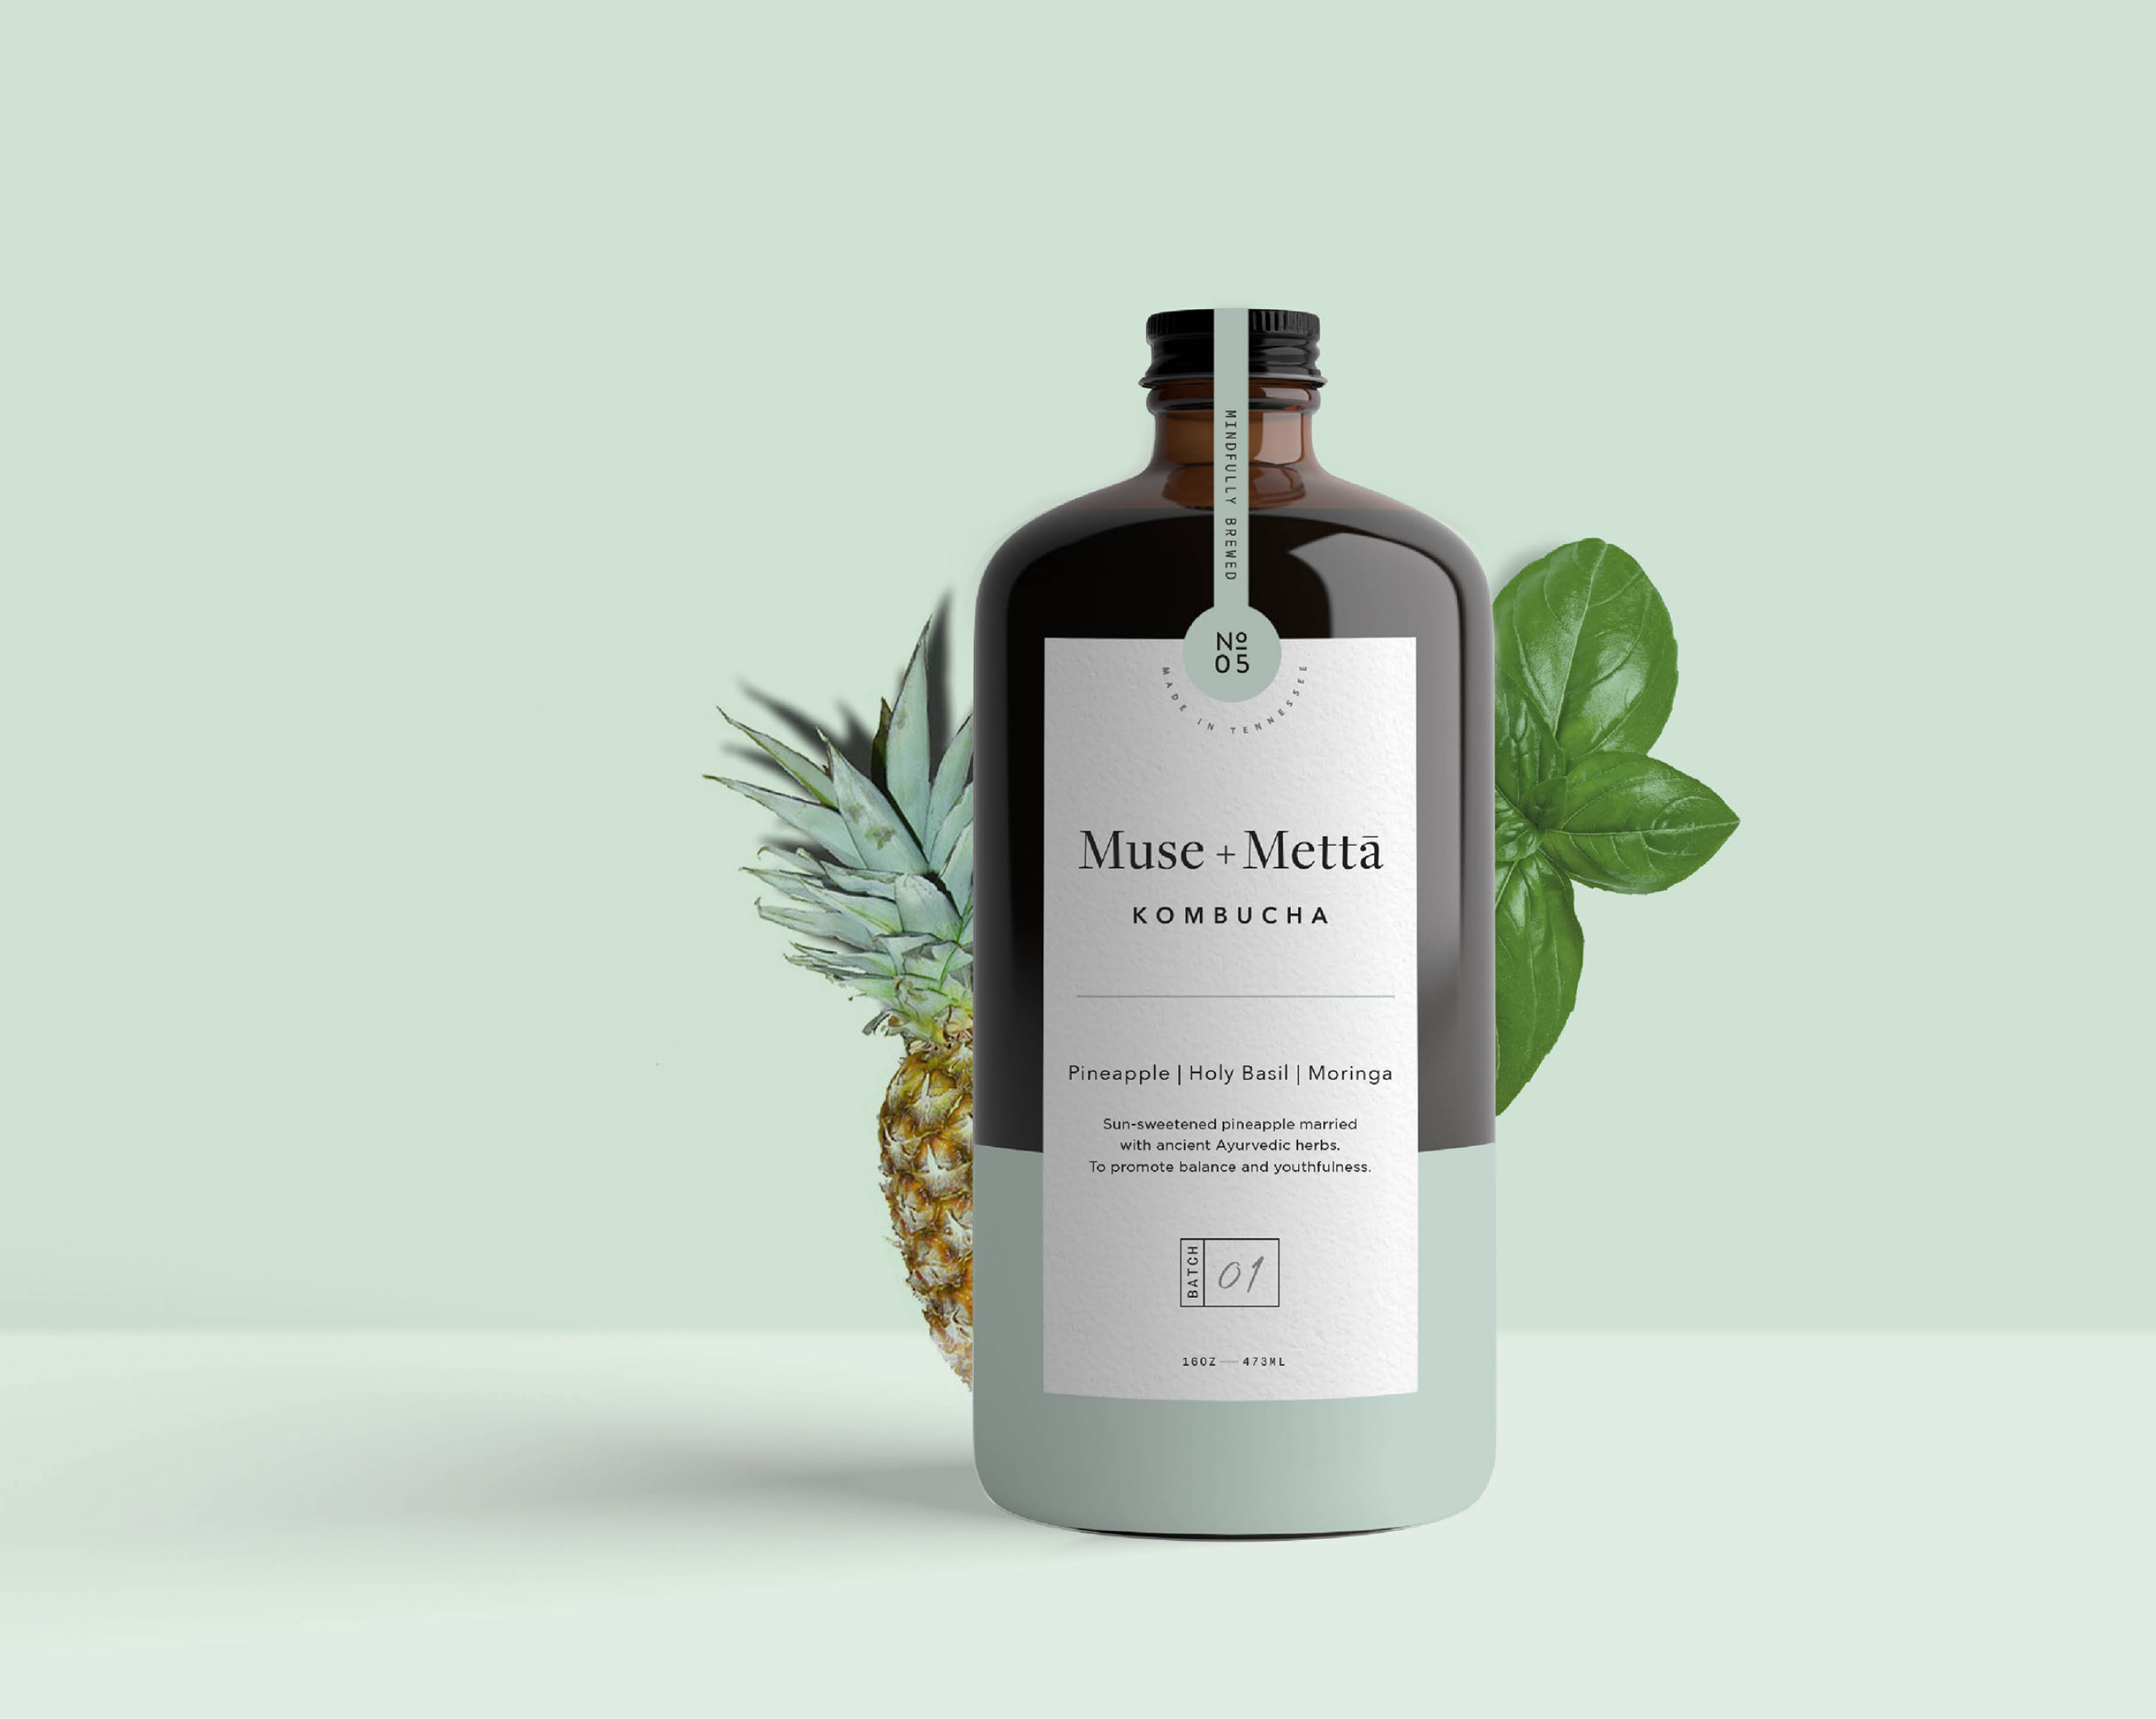 MINDFULLY BREWED
Nº
05
MADE IN TENNESSEE
Muse + Mettā
KOMBUCHA
Pineapple | Holy Basil | Moringa
Sun-sweetened pineapple married
with ancient Ayurvedic herbs.
To promote balance and youthfulness.
BATCH
01
16OZ — 473ML